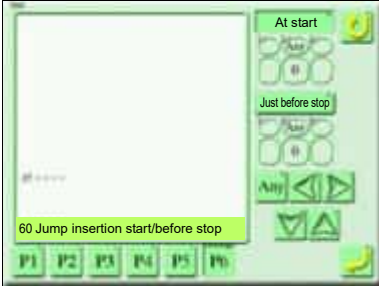 At start
Any
0
Just before stop
Any
0
Any
60 Jump insertion start/before stop
P1 P2 P3 P4 P5 P6